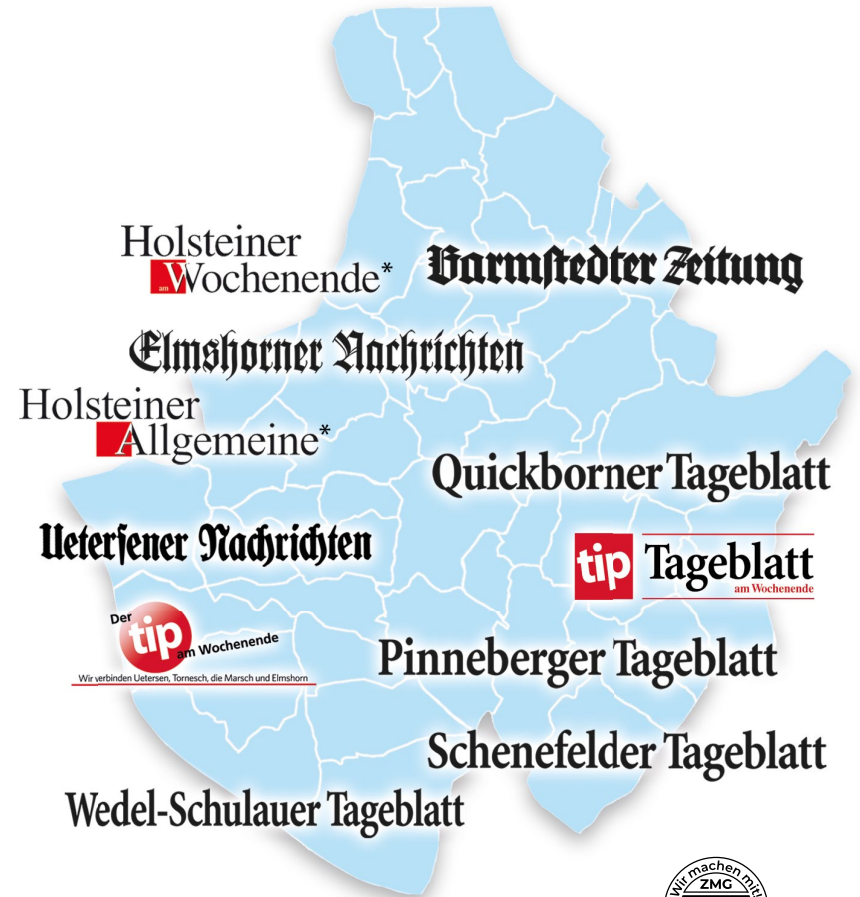 Holsteiner
am Wochenende*
Barmstedter Zeitung
Elmshorner Nachrichten
Holsteiner
Allgemeine*
Quickborner Tageblatt
Uetersener Nachrichten
tip Tageblatt
am Wochenende
Der
tip
am Wochenende
Wir verbinden Uetersen, Tornesch, die Marsch und Elmshorn
Pinneberger Tageblatt
Schenefelder Tageblatt
Wedel-Schulauer Tageblatt
Wir machen mit!
ZMG